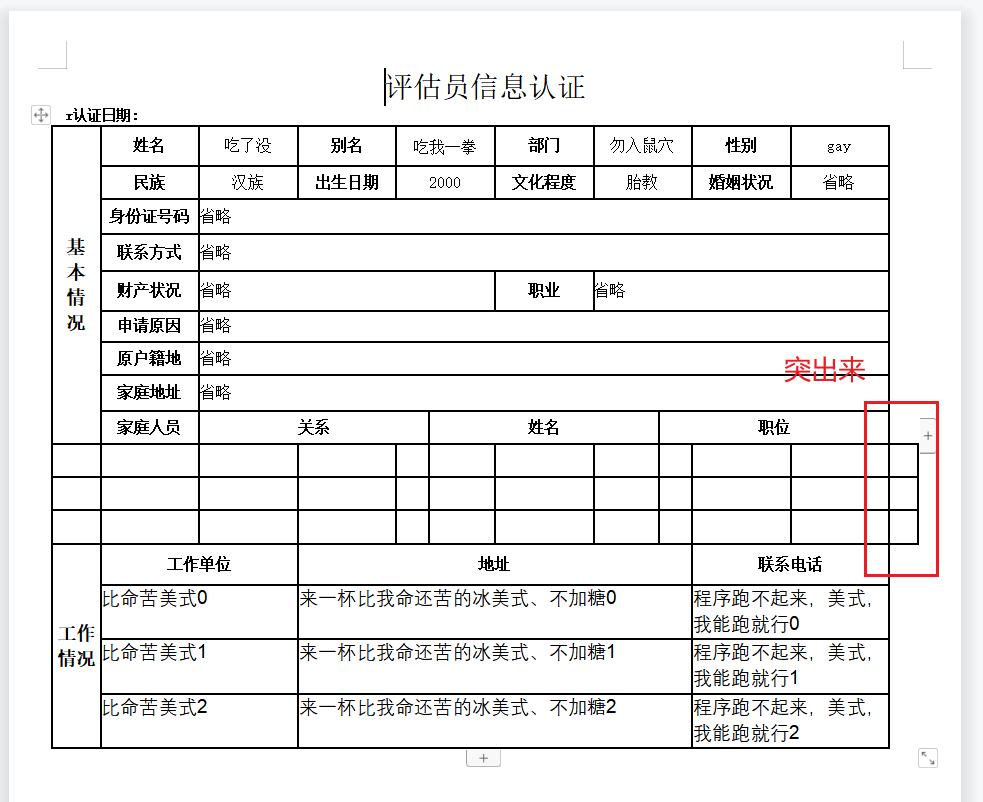 评估员信息认证
r认证日期：
姓名 吃了没 别名 吃我一拳 部门 勿入鼠穴 性别 gay
民族 汉族 出生日期 2000 文化程度 胎教 婚姻状况 省略
身份证号码 省略
联系方式 省略
基本情况
财产状况 省略 职业 省略
申请原因 省略
原户籍地 省略
突出来
家庭地址 省略
家庭人员 关系 姓名 职位
工作单位 地址 联系电话
工作情况
比命苦美式0 来一杯比我命还苦的冰美式、不加糖0 程序跑不起来，美式，
我能跑就行0
比命苦美式1 来一杯比我命还苦的冰美式、不加糖1 程序跑不起来，美式，
我能跑就行1
比命苦美式2 来一杯比我命还苦的冰美式、不加糖2 程序跑不起来，美式，
我能跑就行2